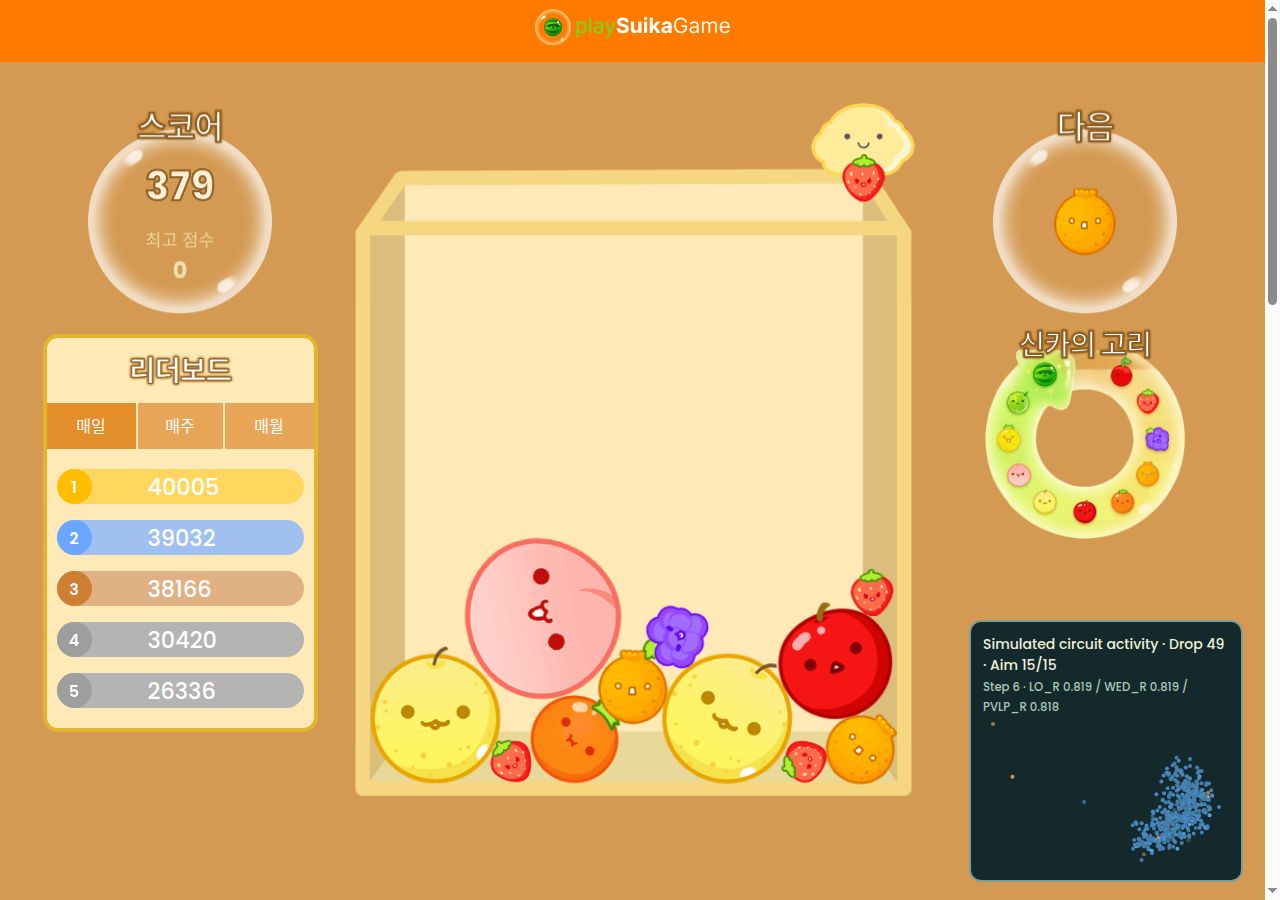 playSuikaGame
스코어
379
최고 점수
0
리더보드
매일 매주 매월
1 40005
2 39032
3 38166
4 30420
5 26336
다음
신카의 고리
Simulated circuit activity · Drop 49
· Aim 15/15
Step 6 · LO_R 0.819 / WED_R 0.819 /
PVLP_R 0.818